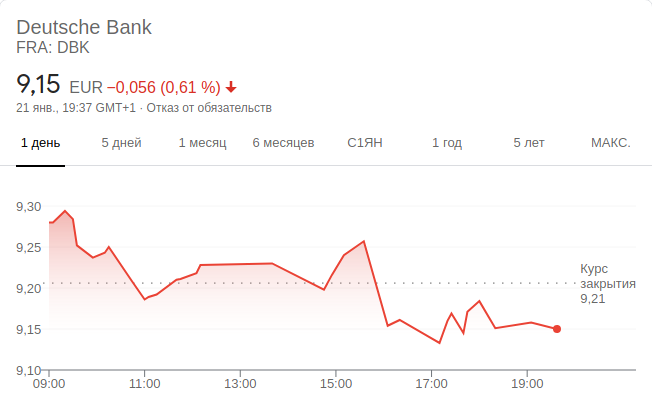 Deutsche Bank
FRA: DBK
9,15 EUR −0,056 (0,61 %)
21 янв., 19:37 GMT+1 · Отказ от обязательств
1 день 5 дней 1 месяц 6 месяцев С1ЯН 1 год 5 лет МАКС.
9,30
9,25
9,20
9,15
9,10
Курс
закрытия
9,21
09:00 11:00 13:00 15:00 17:00 19:00